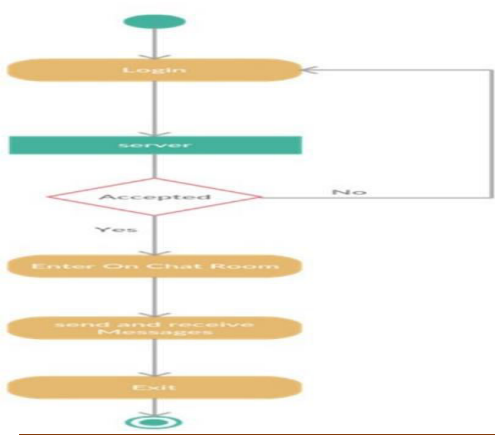 Login
server
Accepted
No
Yes
Enter On Chat Room
send and receive
Messages
Exit